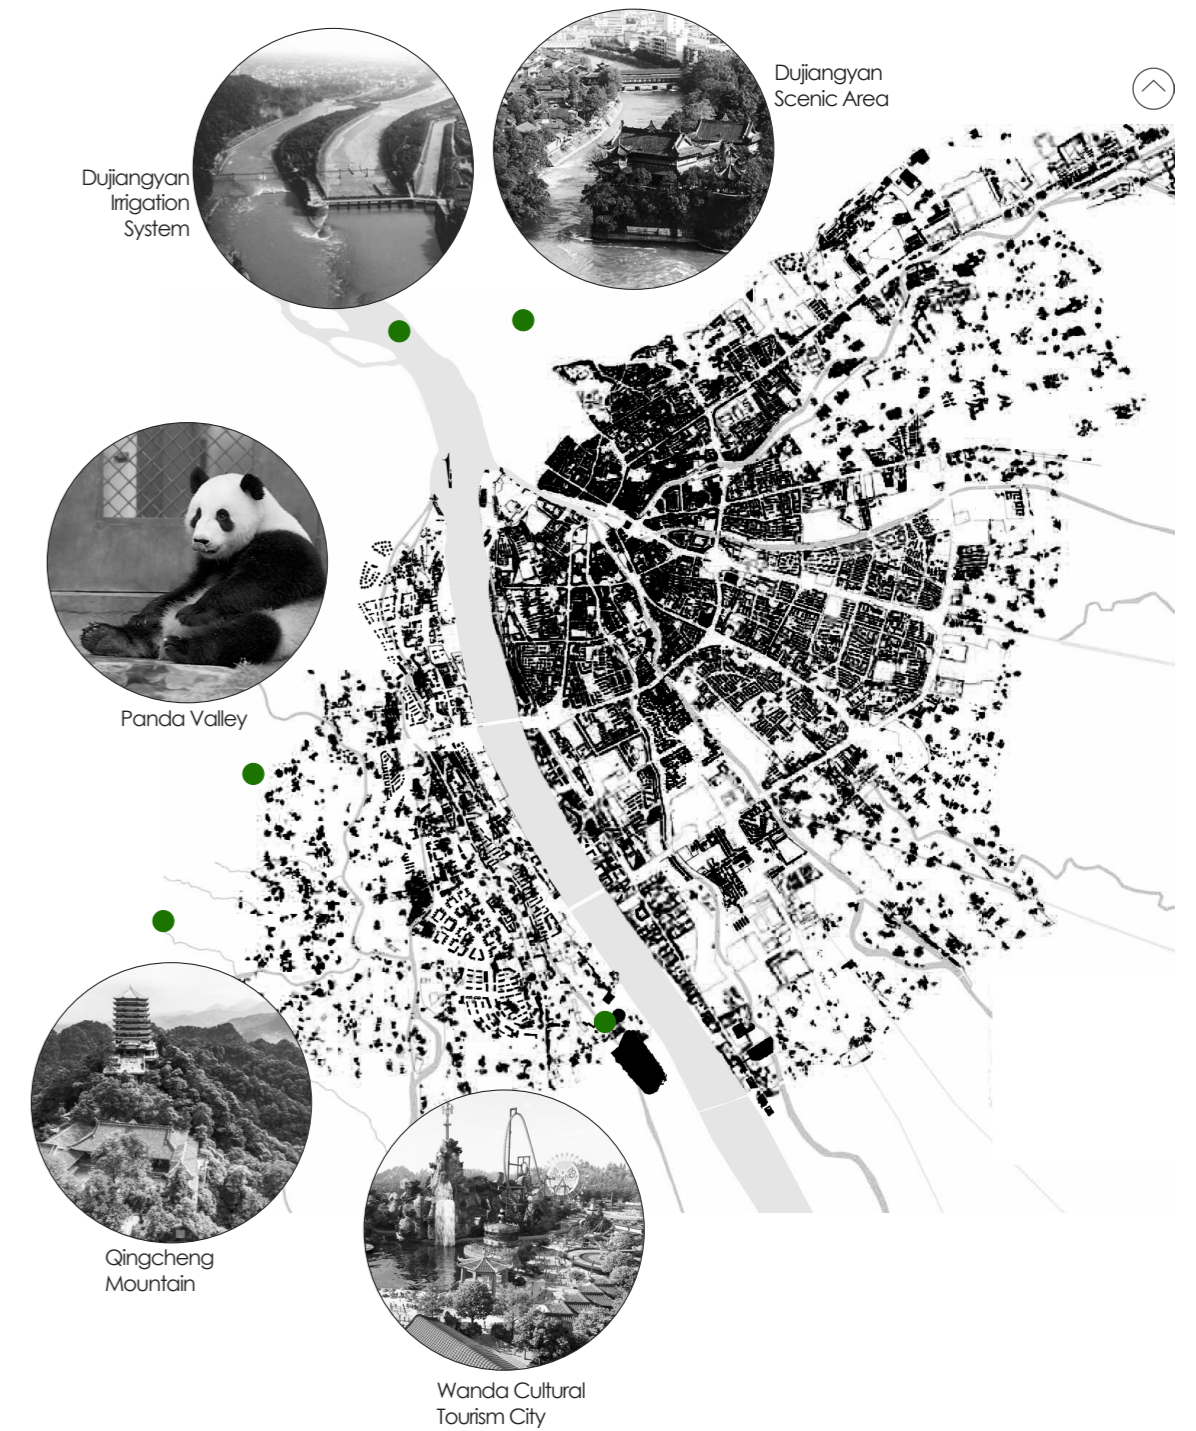 Dujiangyan
Scenic Area
Dujiangyan
Irrigation
System
Panda Valley
Qingcheng
Mountain
Wanda Cultural
Tourism City